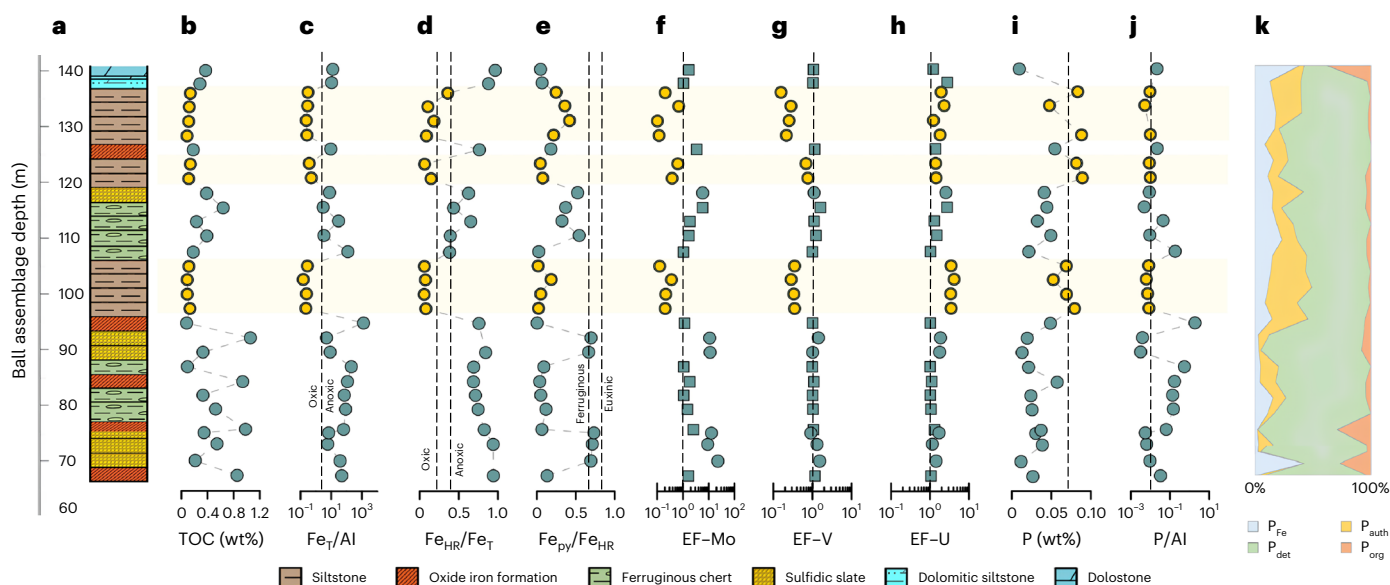 a b c d e f g h i j k
Ball assemblage depth (m)
140
130
120
110
100
90
80
70
60
Oxic
Anoxic
Oxic
Anoxic
Ferruginous
Euxinic
0 0.4 0.8 1.2
10⁻¹ 10¹ 10³
0 0.5 1.0
0 0.5 1.0
10⁻¹ 10¹ 10²
10⁻¹ 10¹
10⁻¹ 10¹
0 0.05 0.10
10⁻³ 10⁻¹ 10¹
0% 100%
TOC (wt%)
Fe_T/Al
Fe_HR/Fe_T
Fe_py/Fe_HR
EF–Mo
EF–V
EF–U
P (wt%)
P/Al
P_Fe P_auth
P_det P_org
Siltstone Oxide iron formation Ferruginous chert Sulfidic slate Dolomitic siltstone Dolostone